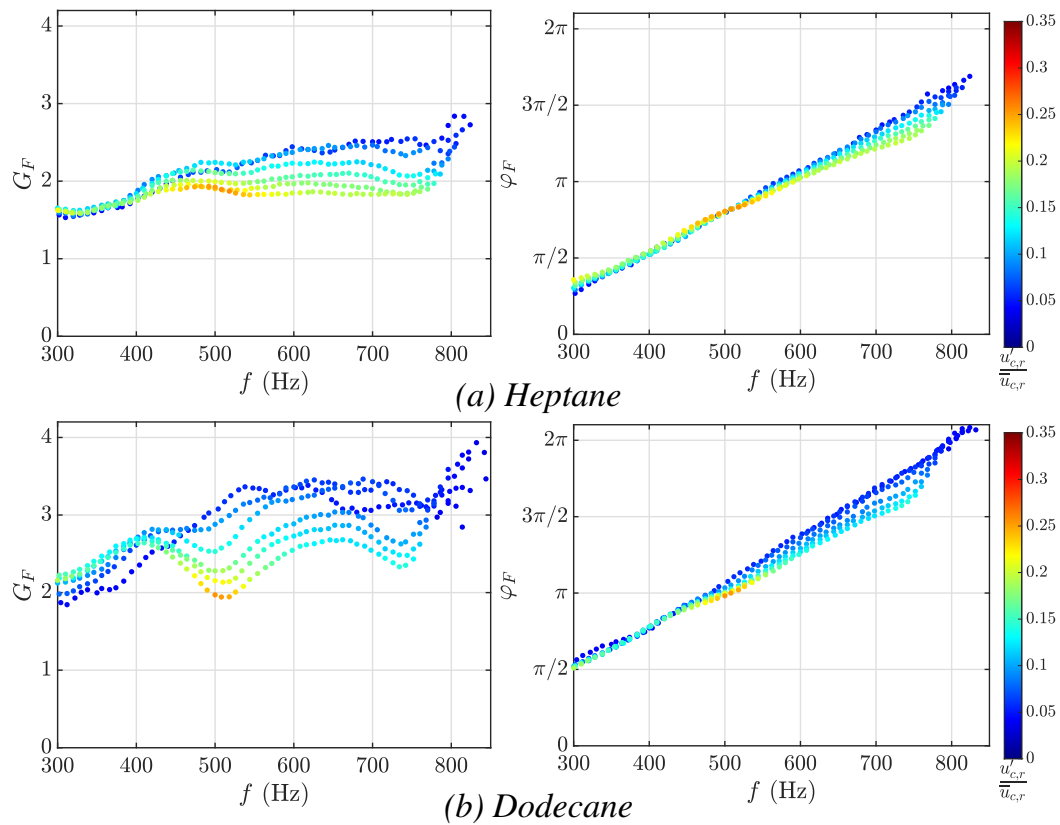 4
3
2
1
0
G_F
300 400 500 600 700 800
f (Hz)
2π
3π/2
π
π/2
0
φ_F
300 400 500 600 700 800
f (Hz)
0.35
0.3
0.25
0.2
0.15
0.1
0.05
0
u′_{c,r}
u̅_{c,r}
(a) Heptane
4
3
2
1
0
G_F
300 400 500 600 700 800
f (Hz)
2π
3π/2
π
π/2
0
φ_F
300 400 500 600 700 800
f (Hz)
0.35
0.3
0.25
0.2
0.15
0.1
0.05
0
u′_{c,r}
u̅_{c,r}
(b) Dodecane